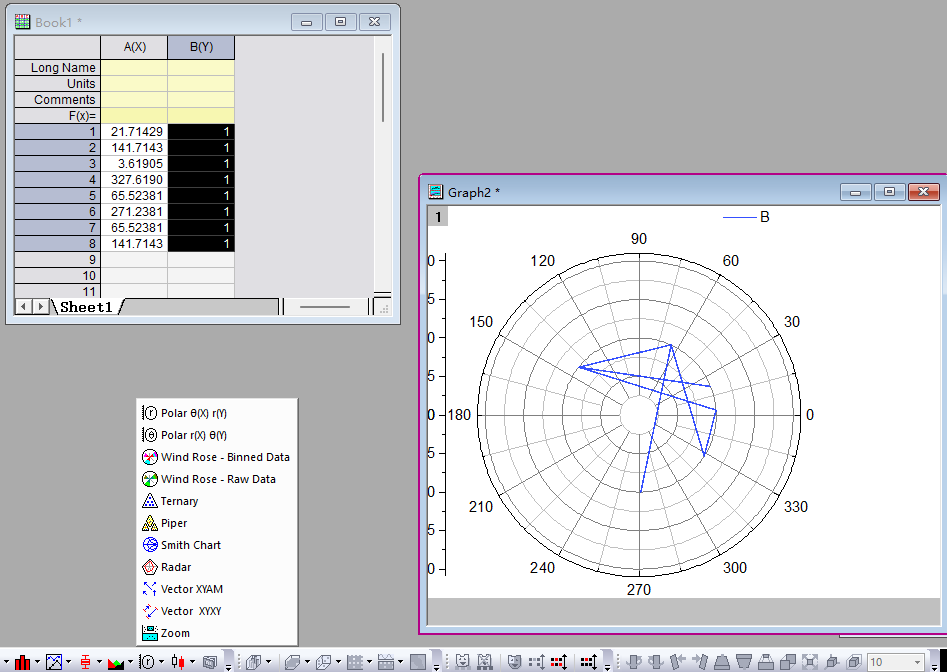 Book1 *
A(X) B(Y)
Long Name
Units
Comments
F(x)=
1 21.71429 1
2 141.7143 1
3 3.61905 1
4 327.6190 1
5 65.52381 1
6 271.2381 1
7 65.52381 1
8 141.7143 1
9
10
11
Sheet1
Graph2 *
1
B
90
120 60
150 30
180 0
210 330
240 300
270
0
5
0
5
0
5
0
5
0
Polar θ(X) r(Y)
Polar r(X) θ(Y)
Wind Rose - Binned Data
Wind Rose - Raw Data
Ternary
Piper
Smith Chart
Radar
Vector XYAM
Vector XYXY
Zoom
10